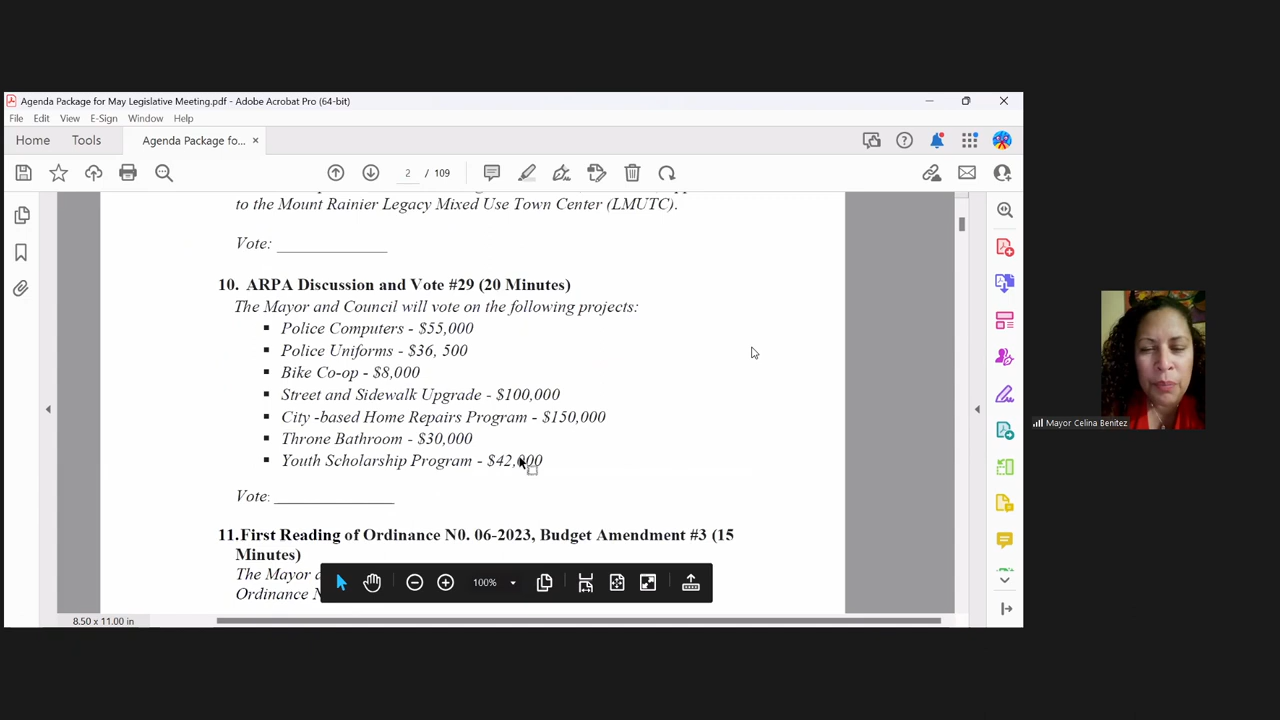 Agenda Package for May Legislative Meeting.pdf - Adobe Acrobat Pro (64-bit)
File Edit View E-Sign Window Help
Home Tools Agenda Package fo... ×
2 / 109
to the Mount Rainier Legacy Mixed Use Town Center (LMUTC).
Vote: ______________
10. ARPA Discussion and Vote #29 (20 Minutes)
The Mayor and Council will vote on the following projects:
▪ Police Computers - $55,000
▪ Police Uniforms - $36, 500
▪ Bike Co-op - $8,000
▪ Street and Sidewalk Upgrade - $100,000
▪ City -based Home Repairs Program - $150,000
▪ Throne Bathroom - $30,000
▪ Youth Scholarship Program - $42,000
Vote: ______________
11.First Reading of Ordinance N0. 06-2023, Budget Amendment #3 (15
Minutes)
The Mayor
Ordinance
100%
8.50 x 11.00 in
Mayor Celina Benitez